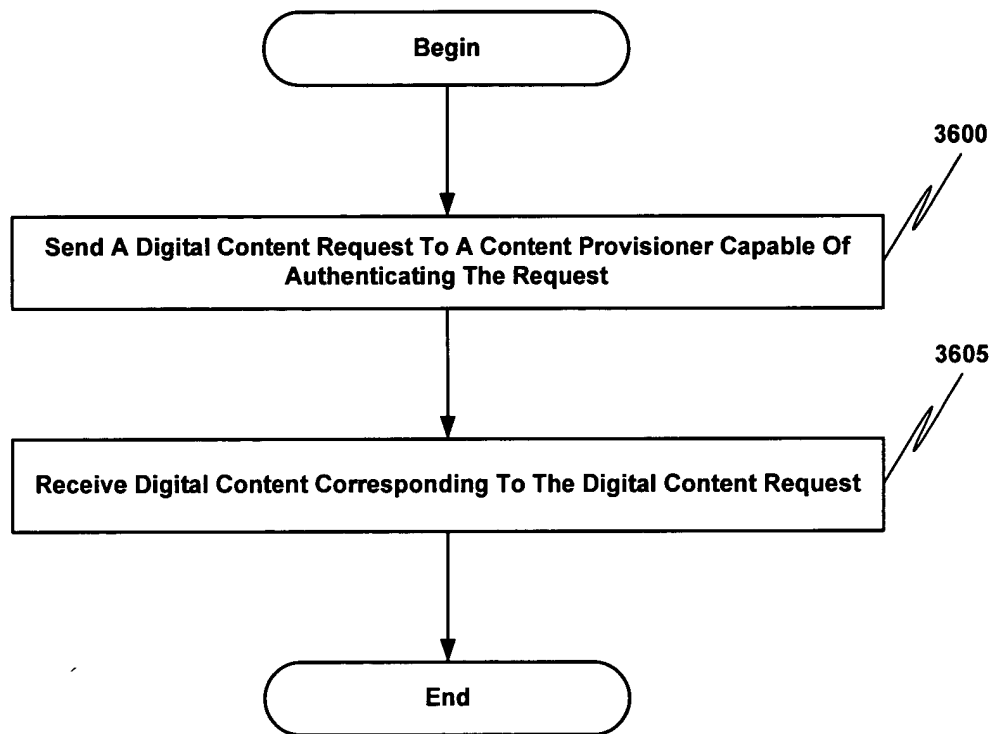 Begin
3600
Send A Digital Content Request To A Content Provisioner Capable Of
Authenticating The Request
3605
Receive Digital Content Corresponding To The Digital Content Request
End